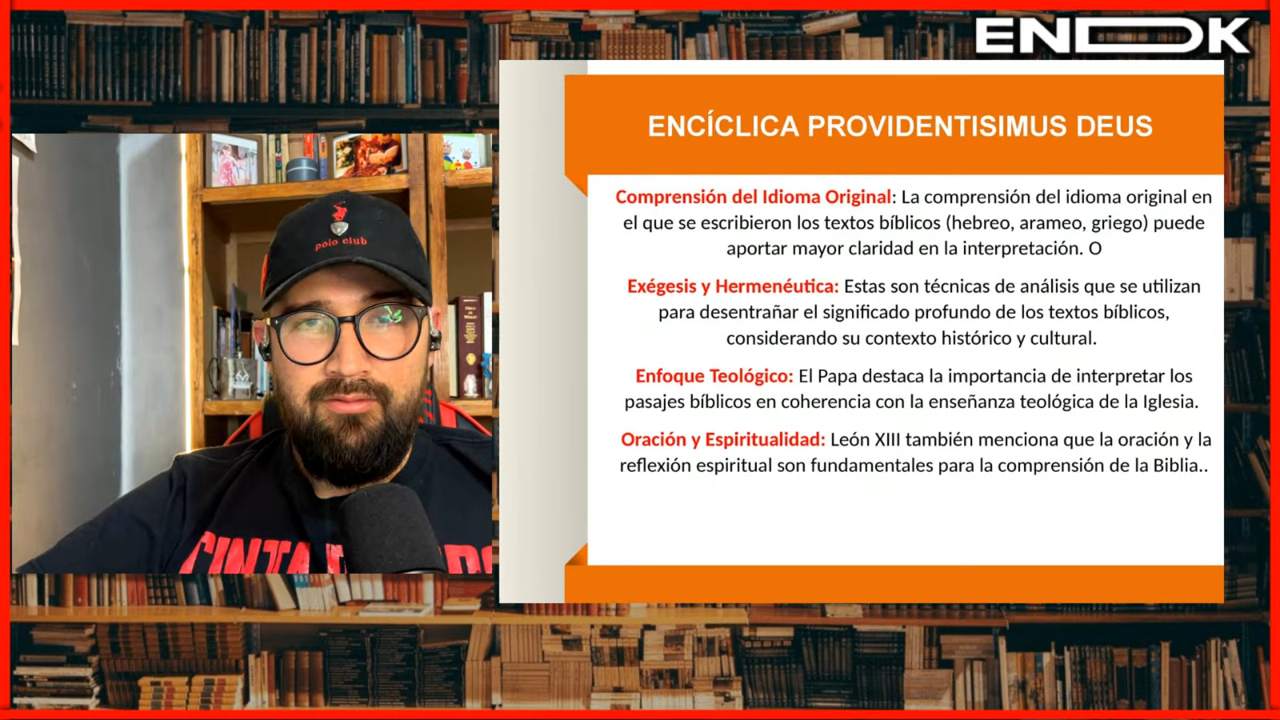 ENDK
ENCÍCLICA PROVIDENTISIMUS DEUS
Comprensión del Idioma Original: La comprensión del idioma original en
el que se escribieron los textos bíblicos (hebreo, arameo, griego) puede
aportar mayor claridad en la interpretación. O
Exégesis y Hermenéutica: Estas son técnicas de análisis que se utilizan
para desentrañar el significado profundo de los textos bíblicos,
considerando su contexto histórico y cultural.
Enfoque Teológico: El Papa destaca la importancia de interpretar los
pasajes bíblicos en coherencia con la enseñanza teológica de la Iglesia.
Oración y Espiritualidad: León XIII también menciona que la oración y la
reflexión espiritual son fundamentales para la comprensión de la Biblia..
polo club